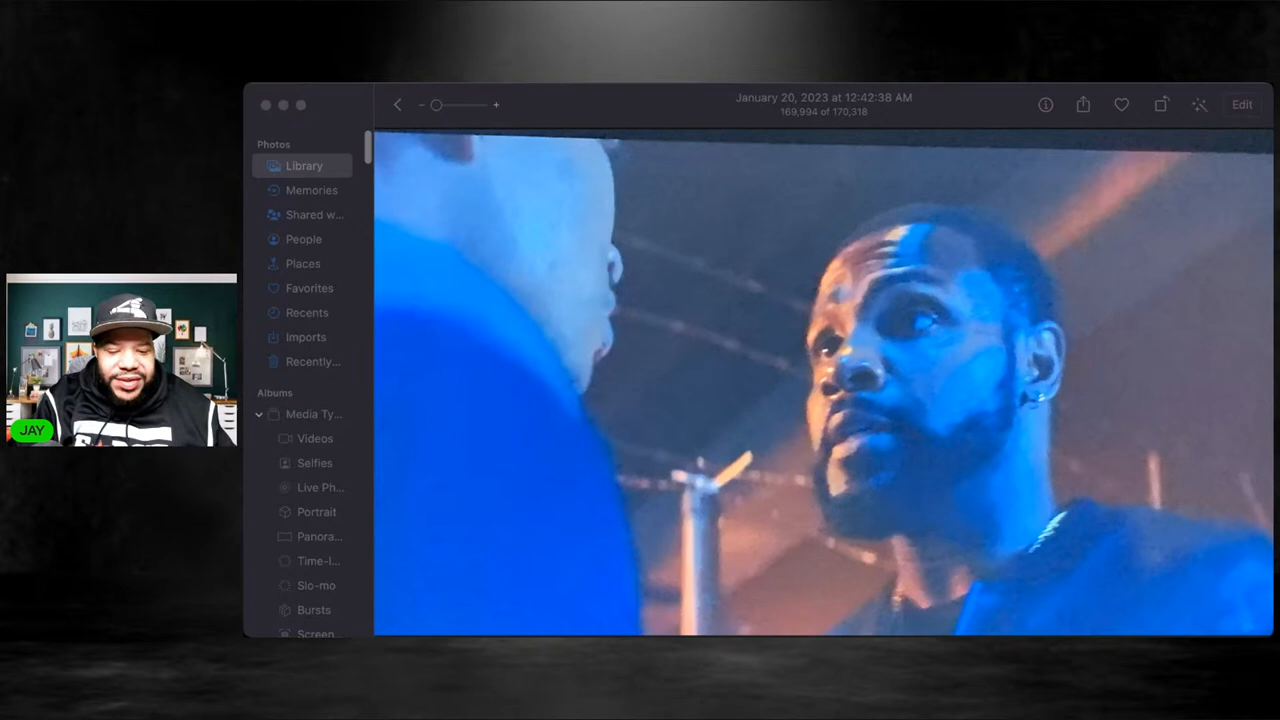 January 20, 2023 at 12:42:38 AM
169,994 of 170,318
Edit
Photos
Library
Memories
Shared w...
People
Places
Favorites
Recents
Imports
Recently...
Albums
Media Ty...
Videos
Selfies
Live Ph...
Portrait
Panora...
Time-l...
Slo-mo
Bursts
Screen
JAY